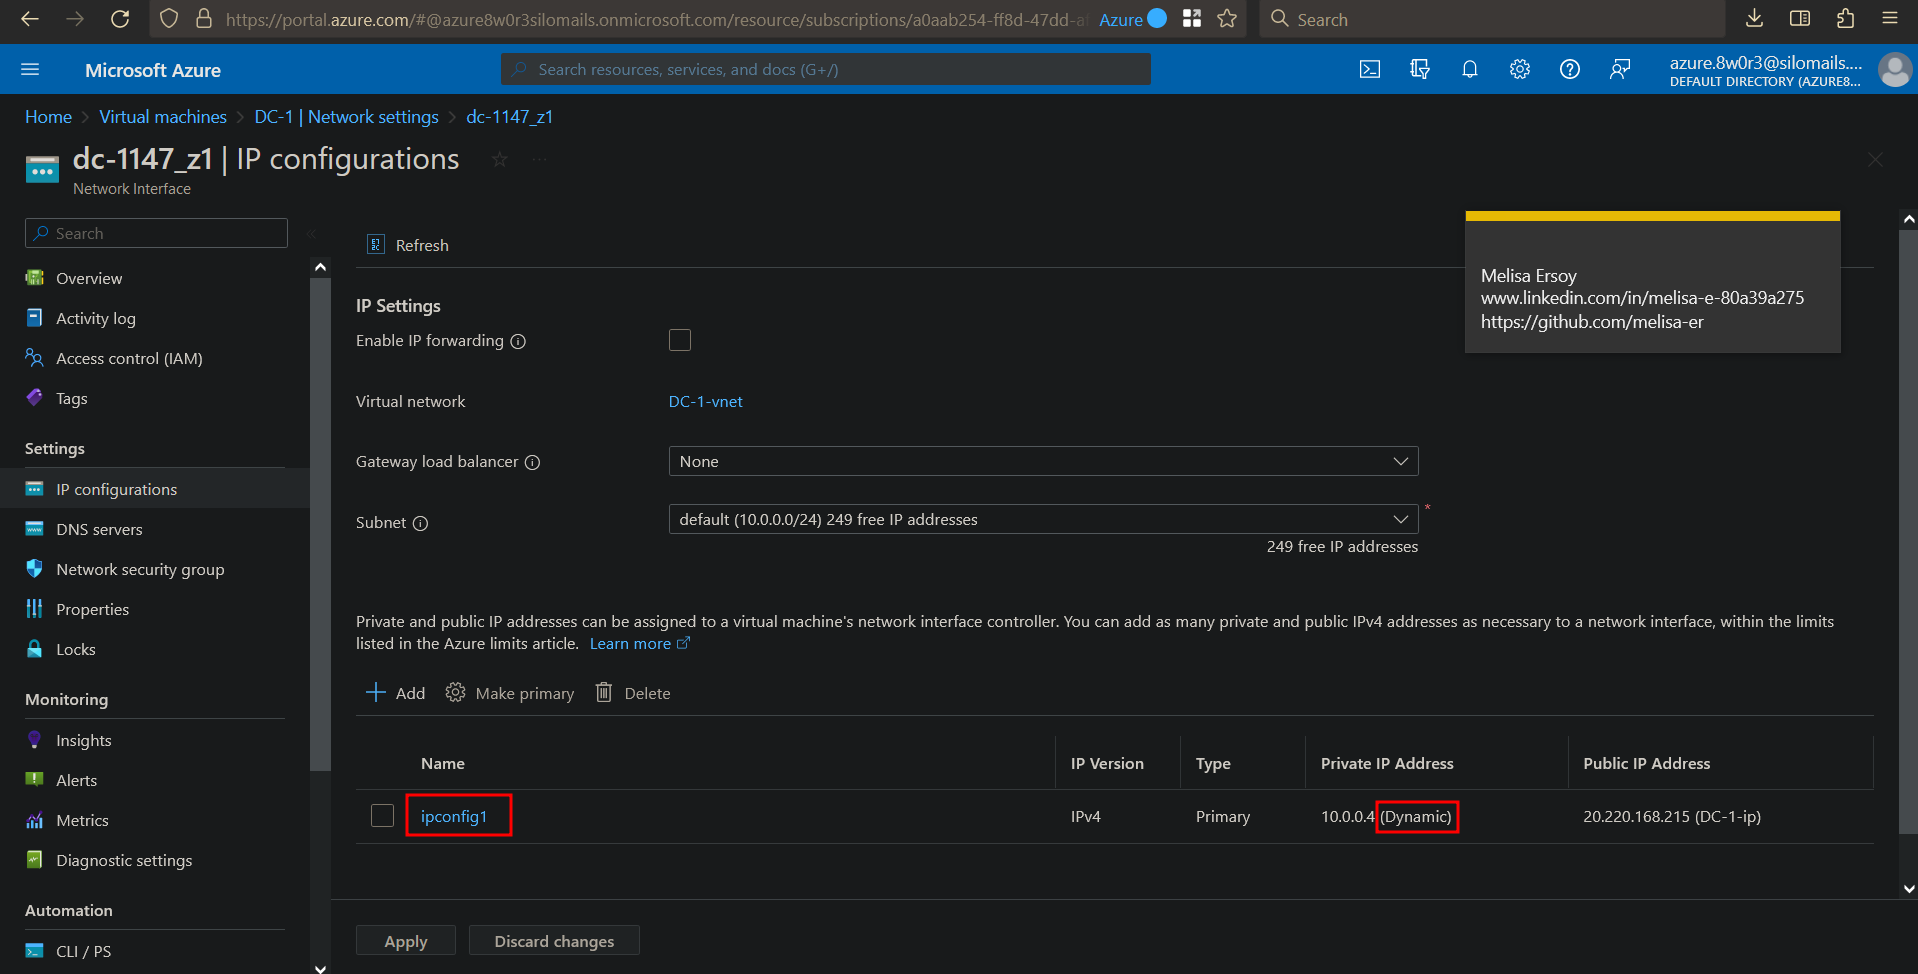 https://portal.azure.com/#@azure8w0r3silomails.onmicrosoft.com/resource/subscriptions/a0aab254-ff8d-47dd-a
Azure
Search
Microsoft Azure
Search resources, services, and docs (G+/)
azure.8w0r3@silomails....
DEFAULT DIRECTORY (AZURE8...
Home > Virtual machines > DC-1 | Network settings > dc-1147_z1
dc-1147_z1 | IP configurations
Network Interface
Search
Overview
Activity log
Access control (IAM)
Tags
Settings
IP configurations
DNS servers
Network security group
Properties
Locks
Monitoring
Insights
Alerts
Metrics
Diagnostic settings
Automation
CLI / PS
Refresh
Melisa Ersoy
www.linkedin.com/in/melisa-e-80a39a275
https://github.com/melisa-er
IP Settings
Enable IP forwarding
Virtual network DC-1-vnet
Gateway load balancer None
Subnet default (10.0.0.0/24) 249 free IP addresses *
249 free IP addresses
Private and public IP addresses can be assigned to a virtual machine's network interface controller. You can add as many private and public IPv4 addresses as necessary to a network interface, within the limits
listed in the Azure limits article. Learn more
Add Make primary Delete
Name IP Version Type Private IP Address Public IP Address
ipconfig1 IPv4 Primary 10.0.0.4 (Dynamic) 20.220.168.215 (DC-1-ip)
Apply Discard changes